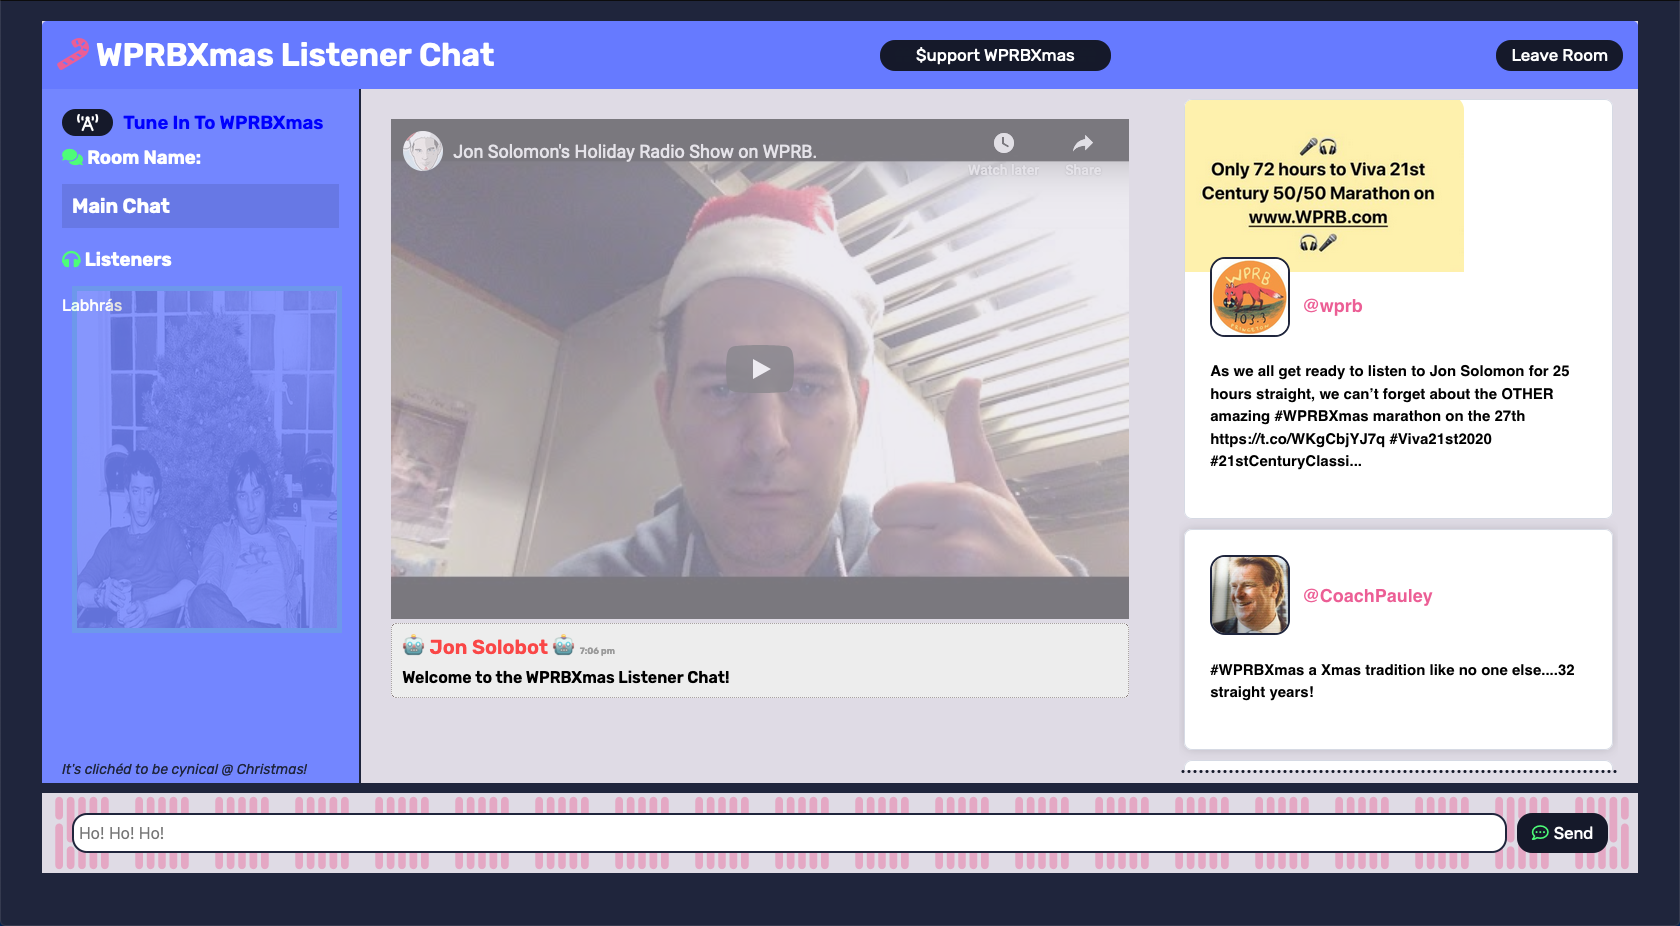 WPRBXmas Listener Chat
$upport WPRBXmas
Leave Room
Tune In To WPRBXmas
Room Name:
Main Chat
Listeners
Labhrás
It's clichéd to be cynical @ Christmas!
Jon Solomon's Holiday Radio Show on WPRB.
Watch later
Share
Jon Solobot 7:06 pm
Welcome to the WPRBXmas Listener Chat!
Only 72 hours to Viva 21st
Century 50/50 Marathon on
www.WPRB.com
WPRB
103.3
PRINCETON
@wprb
As we all get ready to listen to Jon Solomon for 25
hours straight, we can’t forget about the OTHER
amazing #WPRBXmas marathon on the 27th
https://t.co/WKgCbjYJ7q #Viva21st2020
#21stCenturyClassi...
@CoachPauley
#WPRBXmas a Xmas tradition like no one else....32
straight years!
Ho! Ho! Ho!
Send